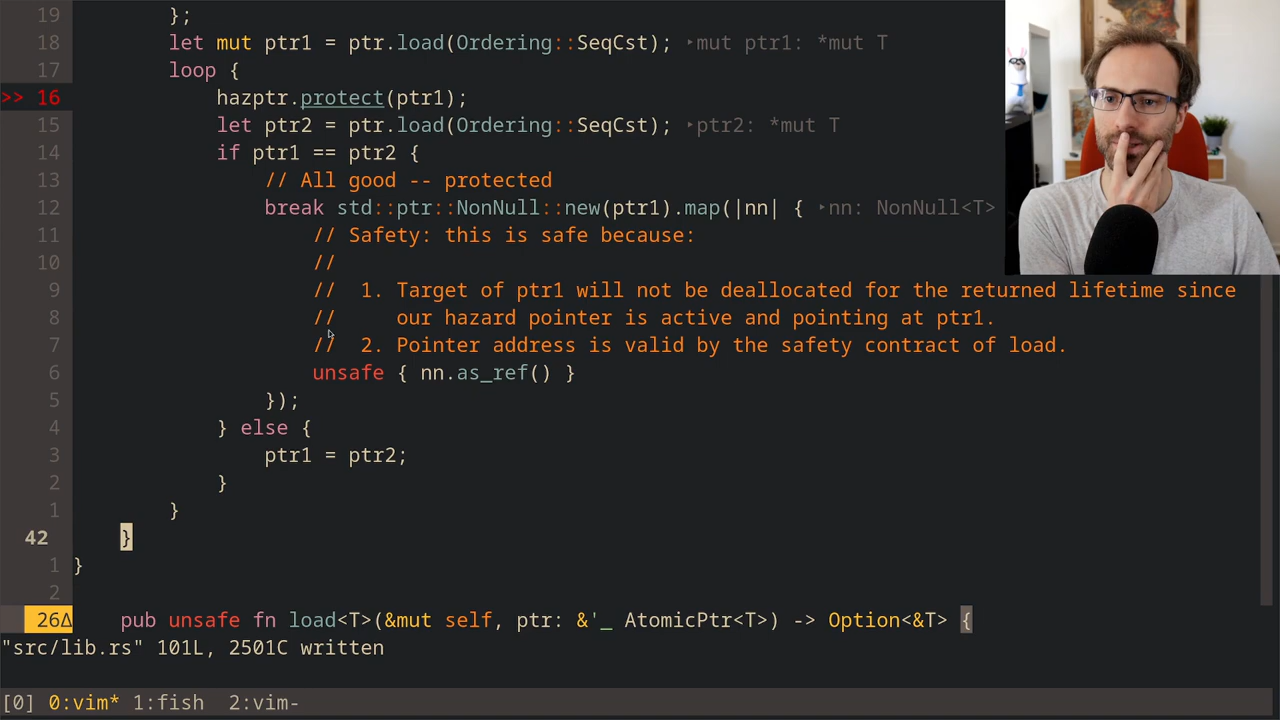 19         };
18         let mut ptr1 = ptr.load(Ordering::SeqCst); ‣mut ptr1: *mut T
17         loop {
>> 16             hazptr.protect(ptr1);
15             let ptr2 = ptr.load(Ordering::SeqCst); ‣ptr2: *mut T
14             if ptr1 == ptr2 {
13                 // All good -- protected
12                 break std::ptr::NonNull::new(ptr1).map(|nn| { ‣nn: NonNull<T>
11                     // Safety: this is safe because:
10                     //
9                     //  1. Target of ptr1 will not be deallocated for the returned lifetime since
8                     //     our hazard pointer is active and pointing at ptr1.
7                     //  2. Pointer address is valid by the safety contract of load.
6                     unsafe { nn.as_ref() }
5                 });
4             } else {
3                 ptr1 = ptr2;
2             }
1         }
42     }
1 }
2
26Δ    pub unsafe fn load<T>(&mut self, ptr: &'_ AtomicPtr<T>) -> Option<&T> {
"src/lib.rs" 101L, 2501C written
[0] 0:vim* 1:fish  2:vim-